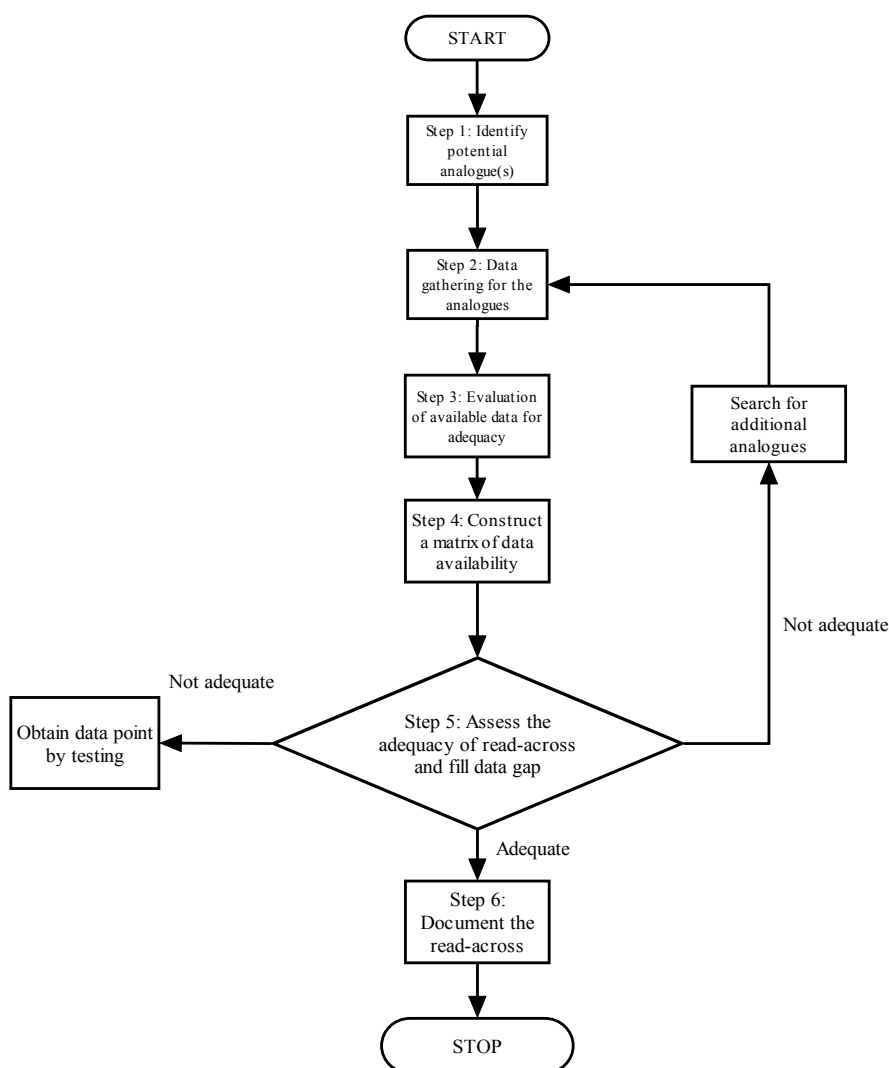 START
Step 1: Identify
potential
analogue(s)
Step 2: Data
gathering for the
analogues
Step 3: Evaluation
of available data for
adequacy
Search for
additional
analogues
Step 4: Construct
a matrix of data
availability
Not adequate
Not adequate
Obtain data point
by testing
Step 5: Assess the
adequacy of read-across
and fill data gap
Adequate
Step 6:
Document the
read-across
STOP